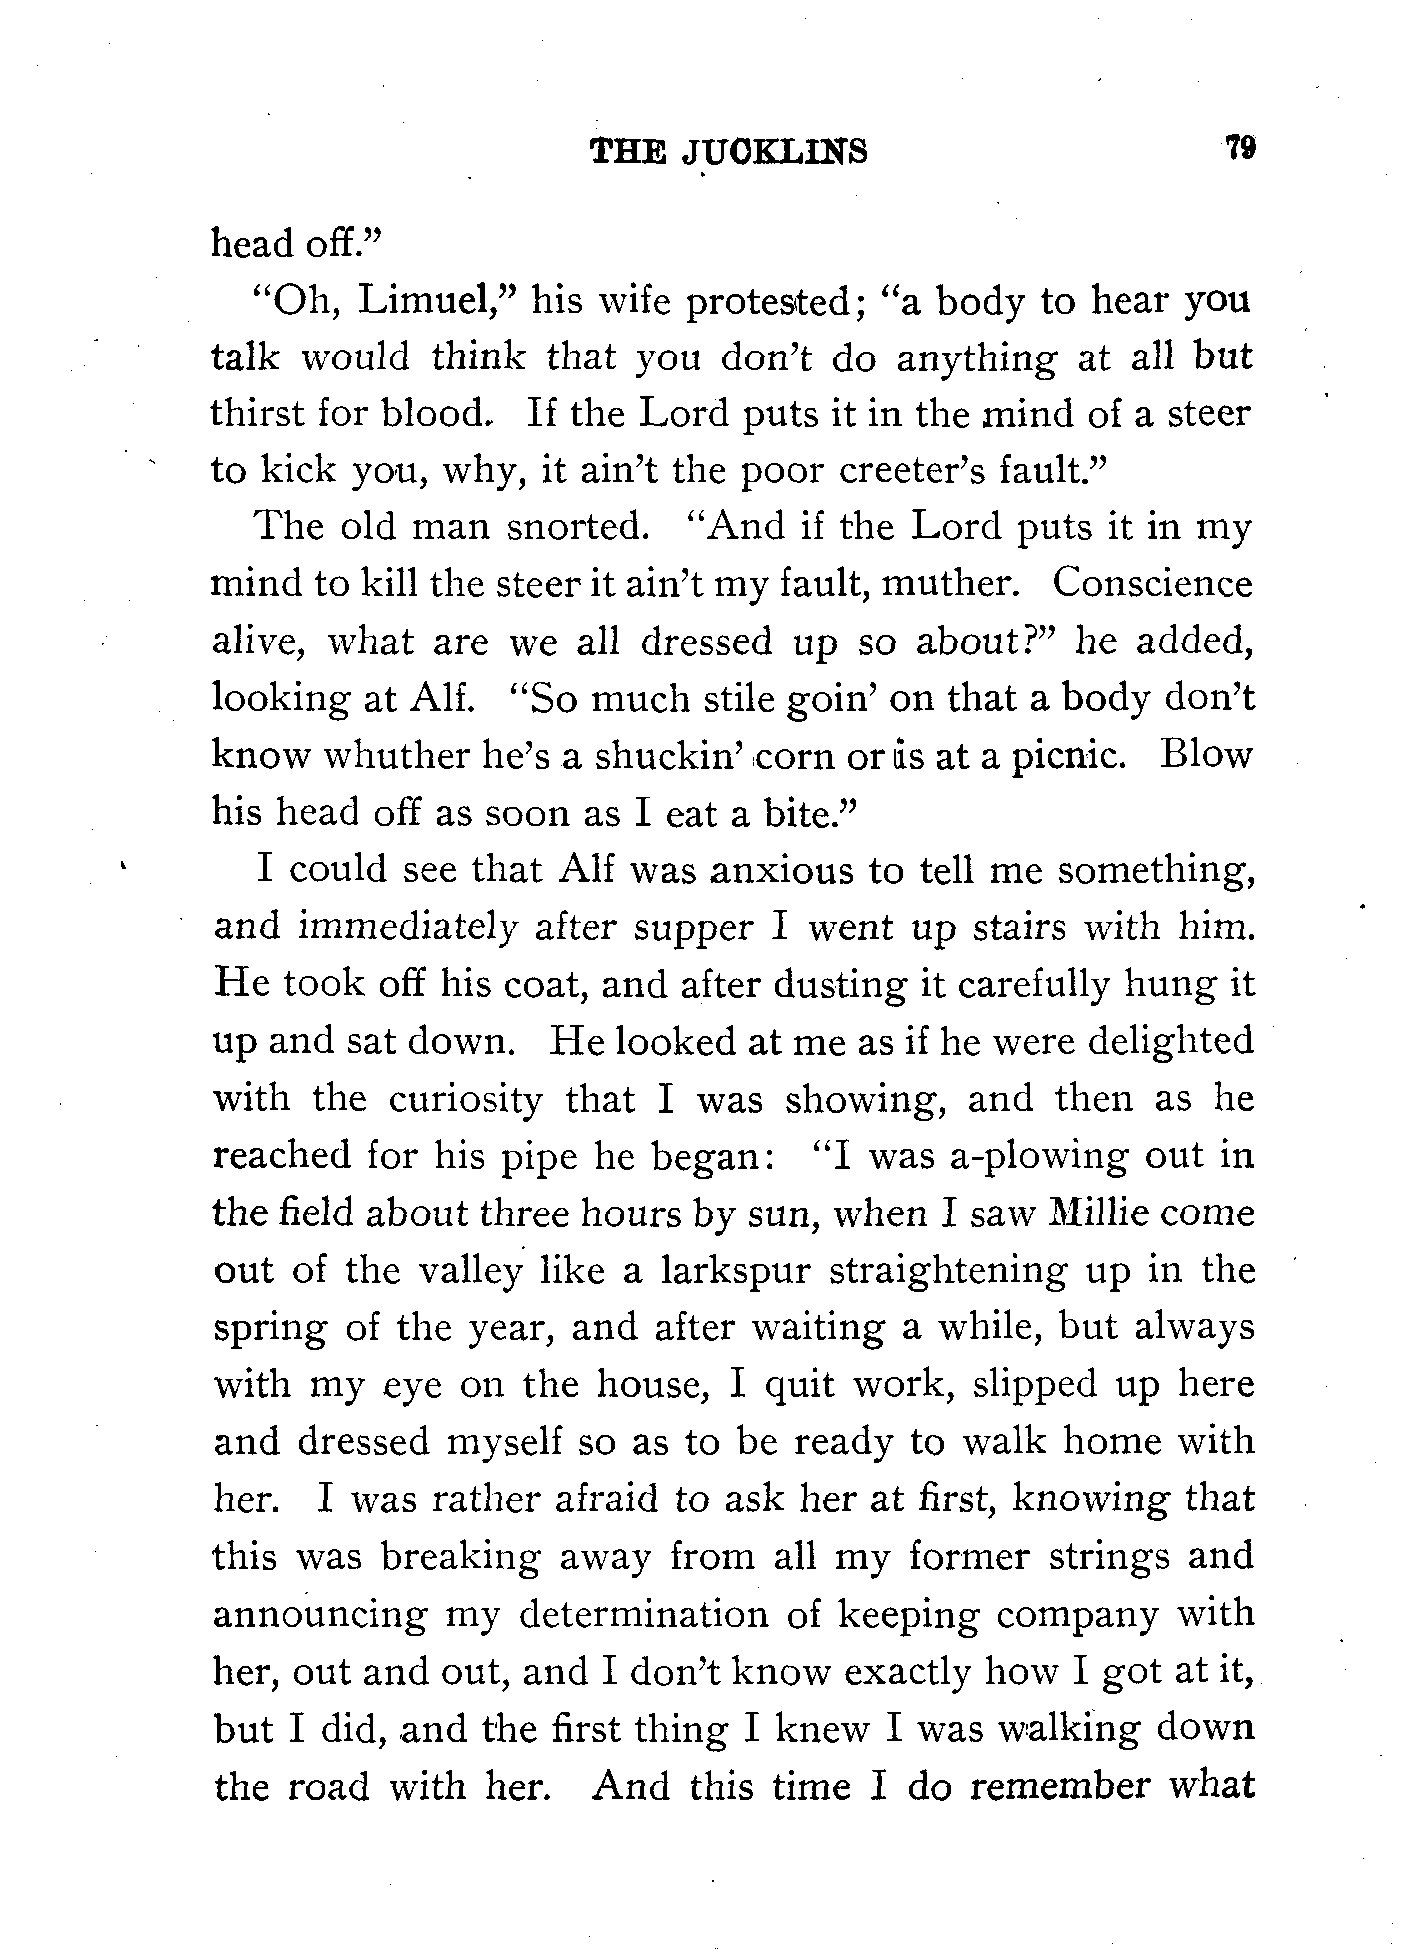 THE JUCKLINS 79
head off.”
“Oh, Limuel,” his wife protested; “a body to hear you
talk would think that you don’t do anything at all but
thirst for blood. If the Lord puts it in the mind of a steer
to kick you, why, it ain’t the poor creeter’s fault.”
The old man snorted. “And if the Lord puts it in my
mind to kill the steer it ain’t my fault, muther. Conscience
alive, what are we all dressed up so about?” he added,
looking at Alf. “So much stile goin’ on that a body don’t
know whuther he’s a shuckin’ corn or is at a picnic. Blow
his head off as soon as I eat a bite.”
I could see that Alf was anxious to tell me something,
and immediately after supper I went up stairs with him.
He took off his coat, and after dusting it carefully hung it
up and sat down. He looked at me as if he were delighted
with the curiosity that I was showing, and then as he
reached for his pipe he began: “I was a-plowing out in
the field about three hours by sun, when I saw Millie come
out of the valley like a larkspur straightening up in the
spring of the year, and after waiting a while, but always
with my eye on the house, I quit work, slipped up here
and dressed myself so as to be ready to walk home with
her. I was rather afraid to ask her at first, knowing that
this was breaking away from all my former strings and
announcing my determination of keeping company with
her, out and out, and I don’t know exactly how I got at it,
but I did, and the first thing I knew I was walking down
the road with her. And this time I do remember what